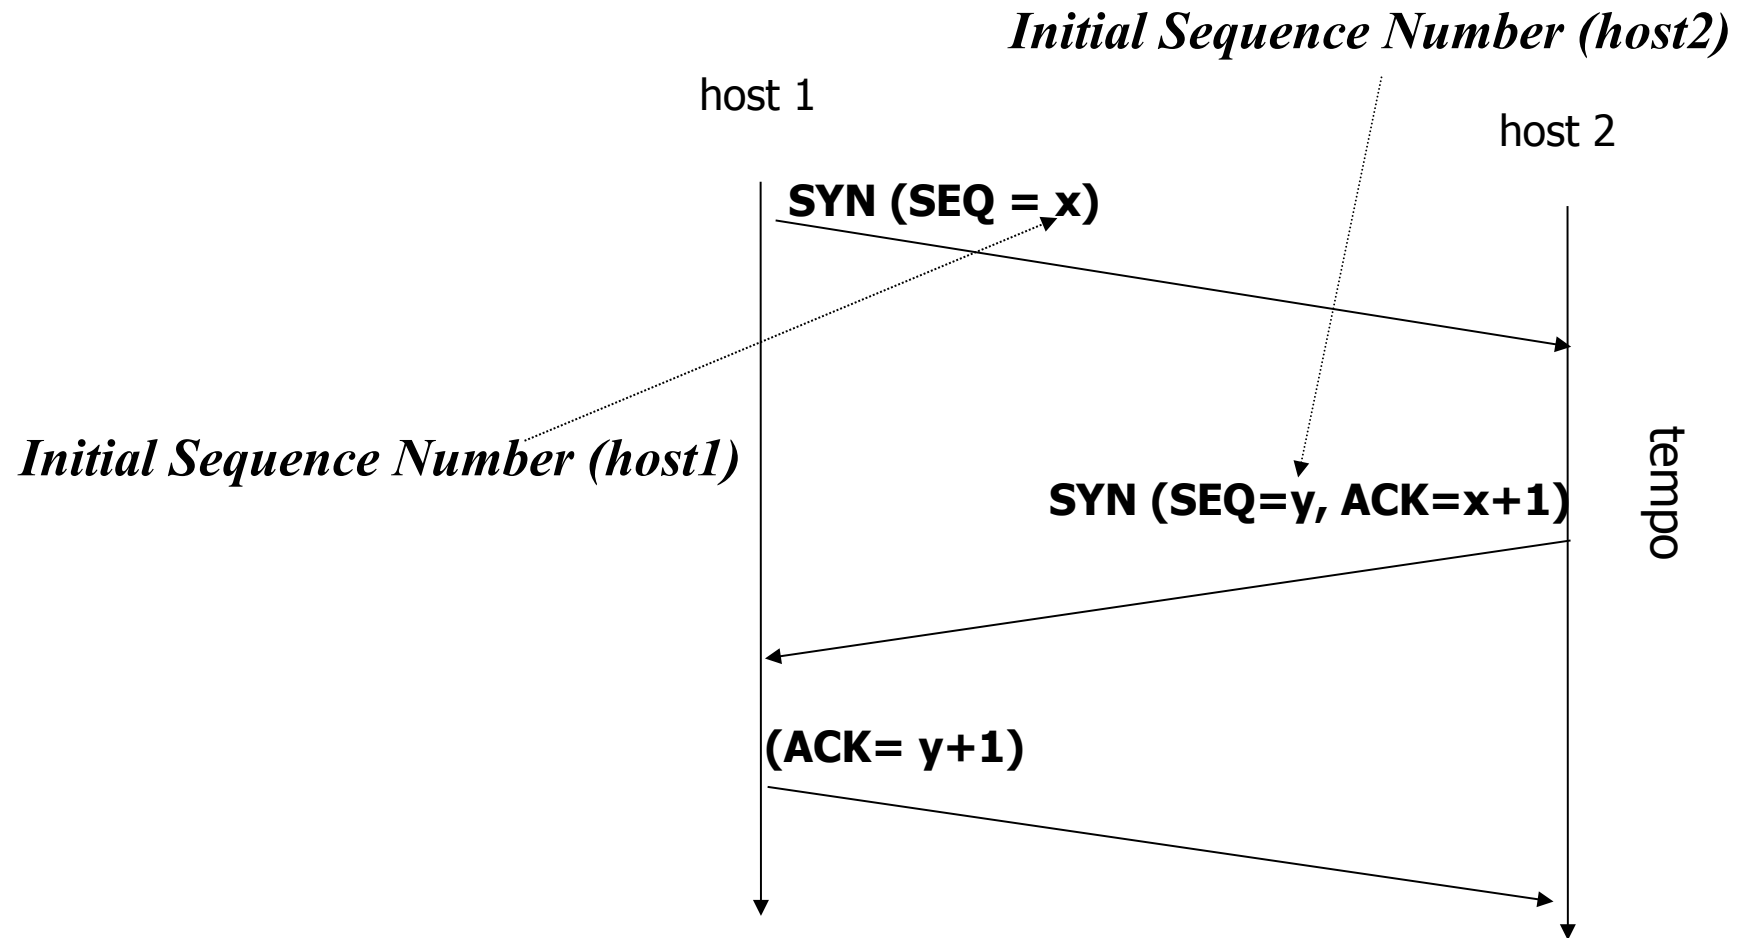 Initial Sequence Number (host2)
host 1
host 2
SYN (SEQ = x)
Initial Sequence Number (host1)
tempo
SYN (SEQ=y, ACK=x+1)
(ACK= y+1)